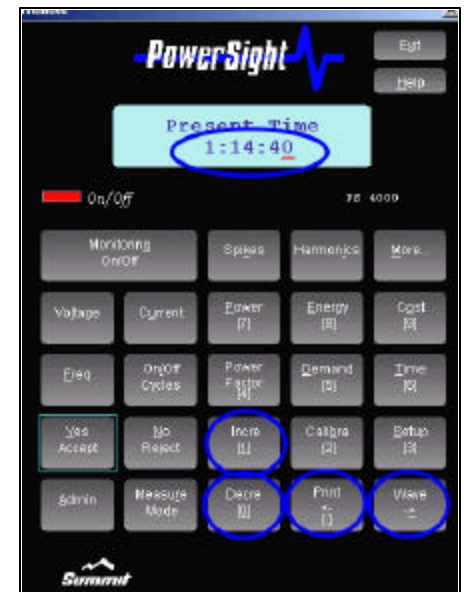 PowerSight
Exit
Help
Present Time
1:14:40
On/Off
PS 4000
Monitoring
On/Off
Spikes
Harmonics
More...
Voltage
Current
Power
[7]
Energy
[8]
Cost
[9]
Freq
On/Off
Cycles
Power
Factor
[4]
Demand
[5]
Time
[6]
Yes
Accept
No
Reject
Incre
[1]
Calibra
[2]
Setup
[3]
Admin
Measure
Mode
Decre
[0]
Print
Wave
Summit